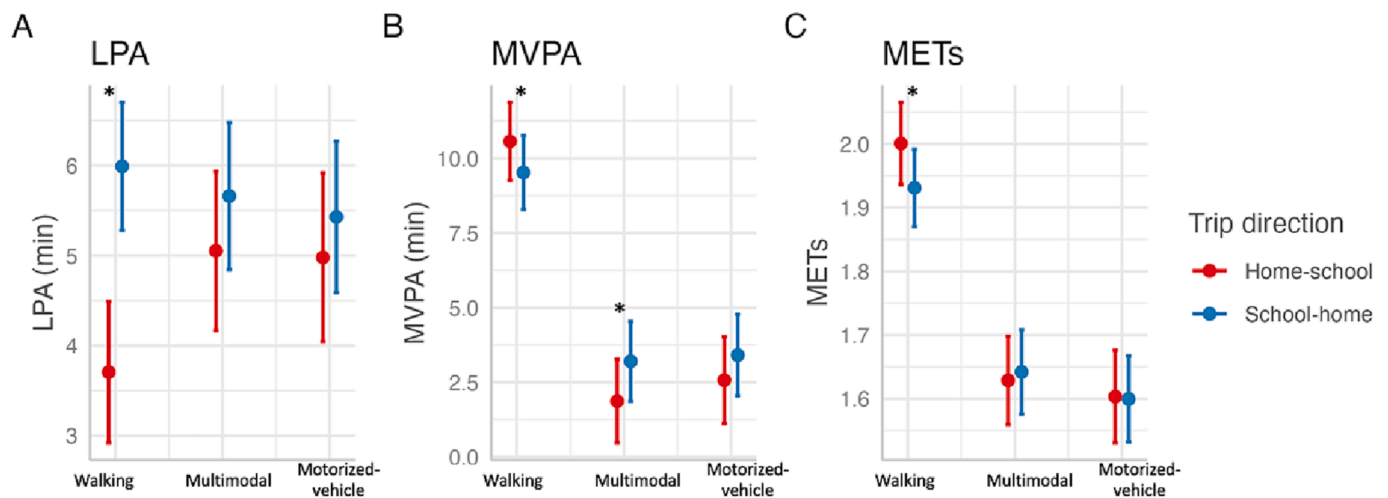 A
LPA
*
LPA (min)
6
5
4
3
Walking
Multimodal
Motorized-
vehicle
B
MVPA
*
*
MVPA (min)
10.0
7.5
5.0
2.5
0.0
Walking
Multimodal
Motorized-
vehicle
C
METs
*
METs
2.0
1.9
1.8
1.7
1.6
Walking
Multimodal
Motorized-
vehicle
Trip direction
Home-school
School-home